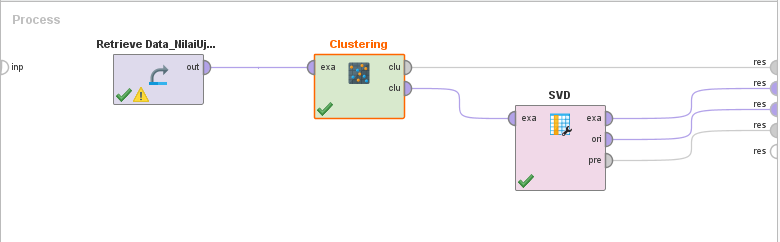 Process
Retrieve Data_NilaiUj...
Clustering
inp
out
exa
clu
clu
res
res
res
res
res
SVD
exa
exa
ori
pre